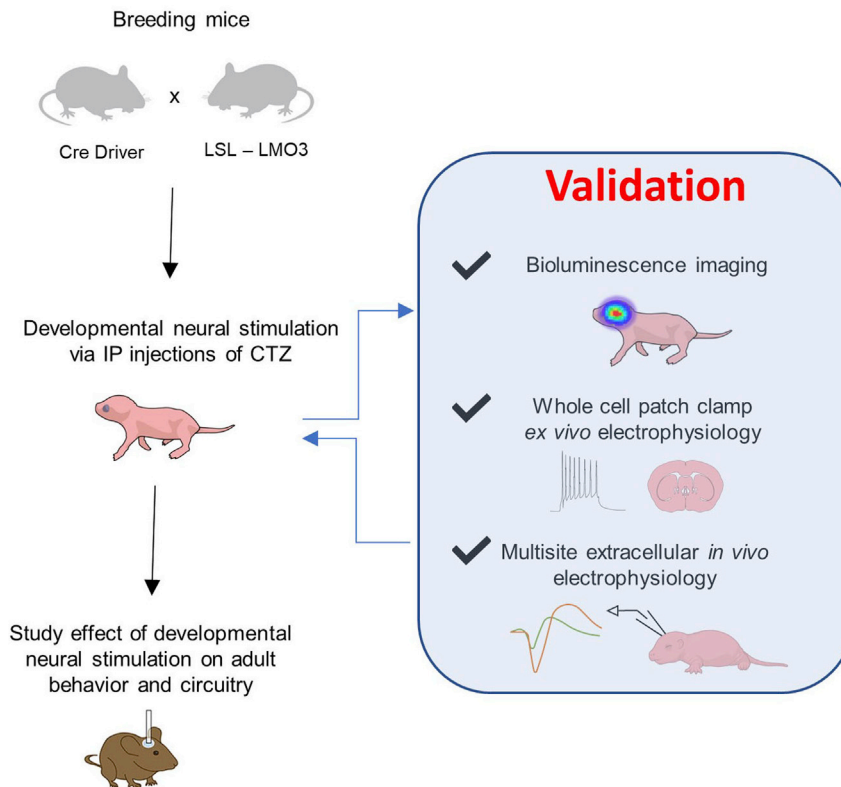 Breeding mice
x
Cre Driver
LSL – LMO3
Developmental neural stimulation
via IP injections of CTZ
Study effect of developmental
neural stimulation on adult
behavior and circuitry
Validation
Bioluminescence imaging
Whole cell patch clamp
ex vivo electrophysiology
Multisite extracellular in vivo
electrophysiology